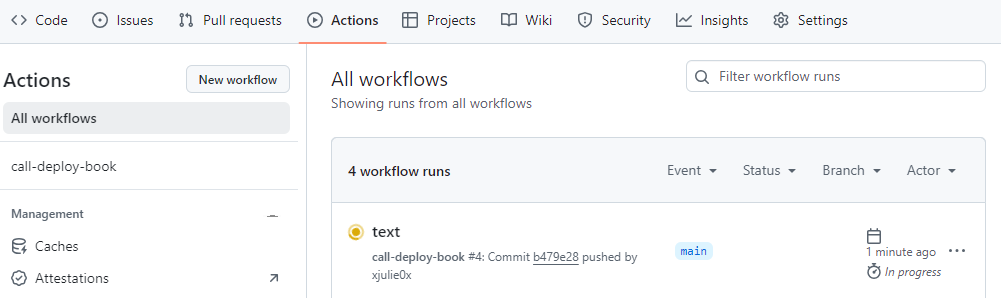 Code Issues Pull requests Actions Projects Wiki Security Insights Settings
Actions
New workflow
All workflows
call-deploy-book
Management
Caches
Attestations
All workflows
Showing runs from all workflows
Filter workflow runs
4 workflow runs
Event Status Branch Actor
text
call-deploy-book #4: Commit b479e28 pushed by
xjulie0x
main
1 minute ago
In progress